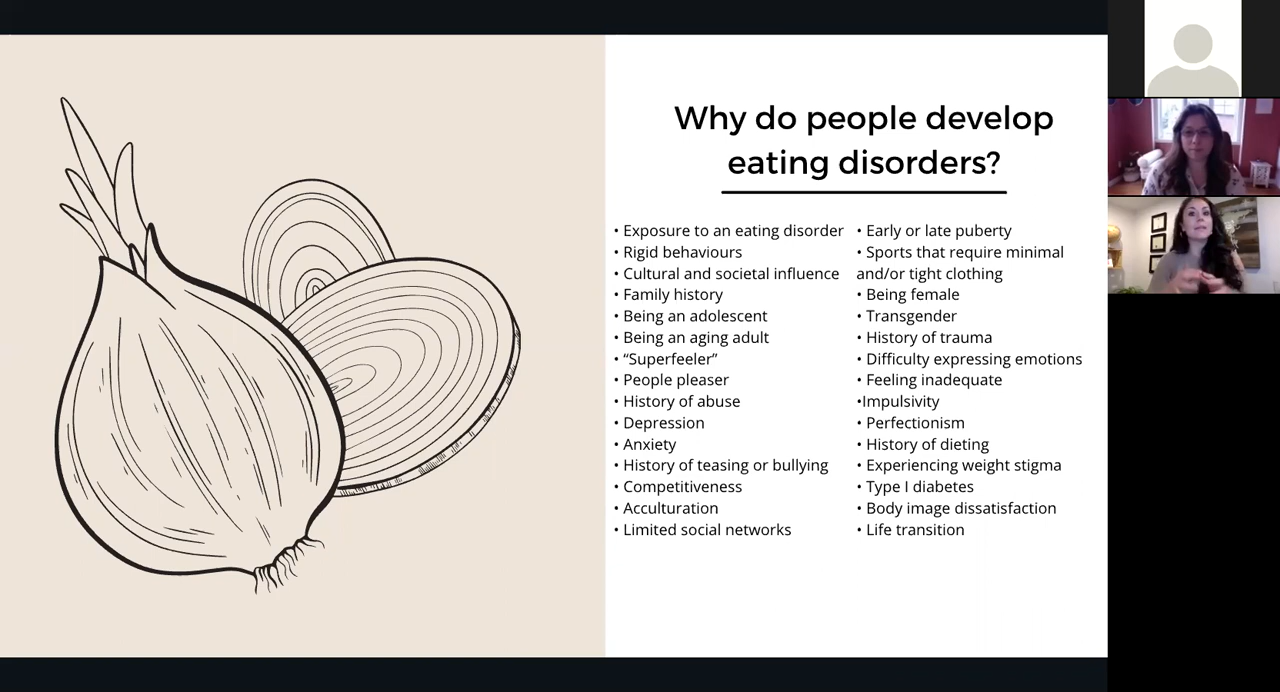 Why do people develop
eating disorders?
• Exposure to an eating disorder
• Rigid behaviours
• Cultural and societal influence
• Family history
• Being an adolescent
• Being an aging adult
• “Superfeeler”
• People pleaser
• History of abuse
• Depression
• Anxiety
• History of teasing or bullying
• Competitiveness
• Acculturation
• Limited social networks
• Early or late puberty
• Sports that require minimal
and/or tight clothing
• Being female
• Transgender
• History of trauma
• Difficulty expressing emotions
• Feeling inadequate
•Impulsivity
• Perfectionism
• History of dieting
• Experiencing weight stigma
• Type I diabetes
• Body image dissatisfaction
• Life transition